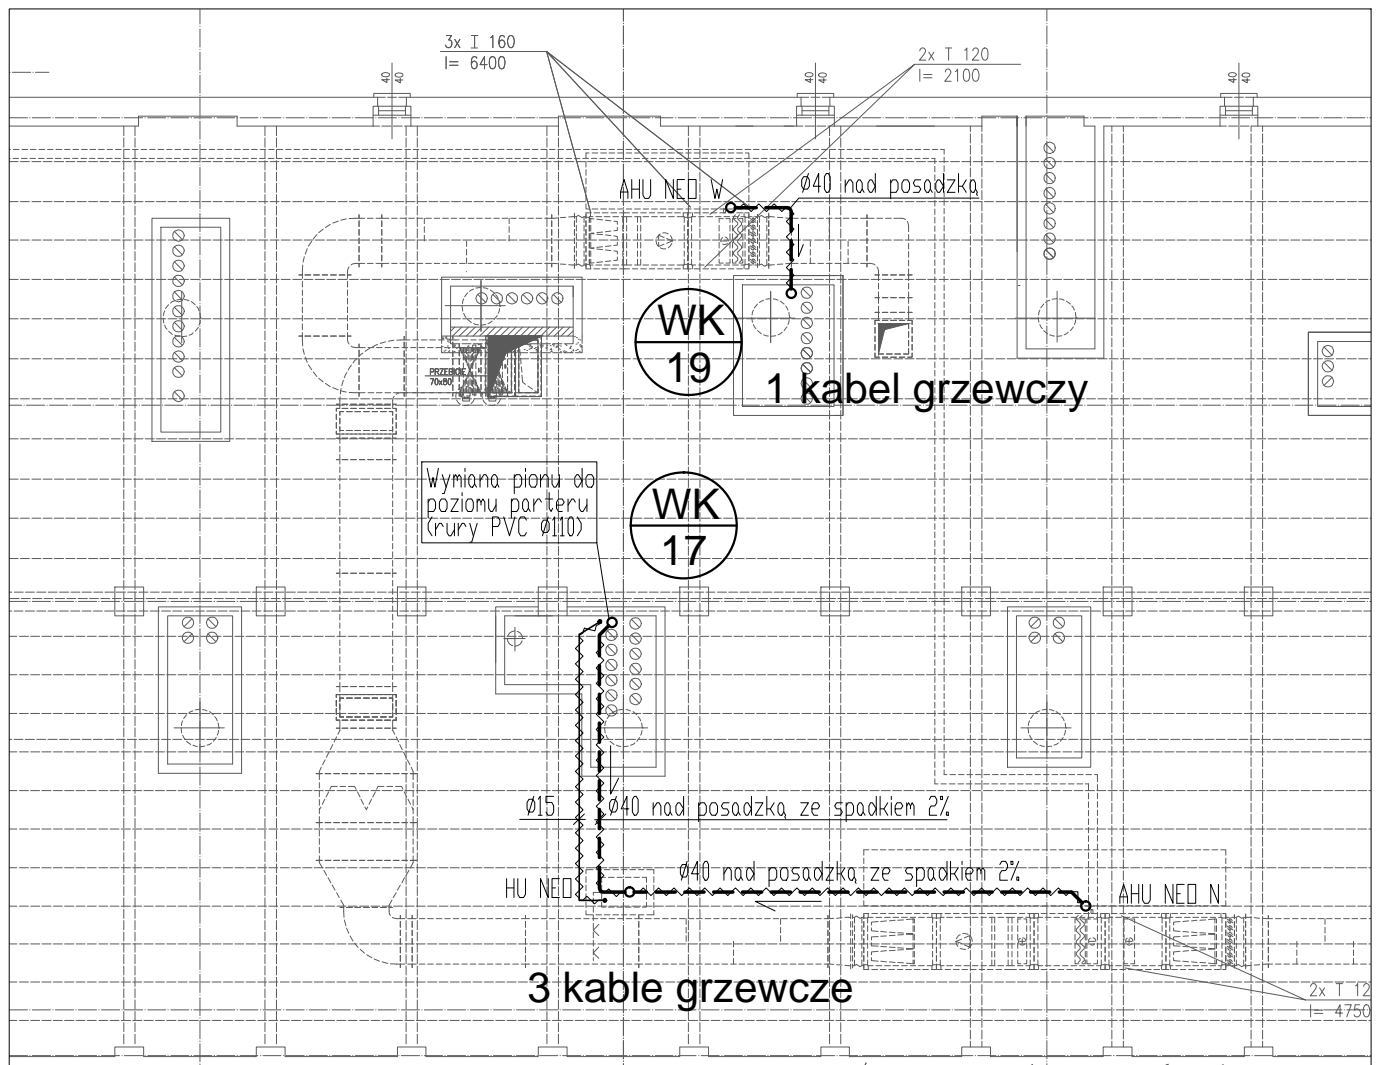 3x I 160
l= 6400
2x T 120
l= 2100
40
40
40
40
40
40
AHU NEO W
Ø40 nad posadzką
WK
19
1 kabel grzewczy
PRZEBICIE
70x80
Wymiana pionu do
poziomu parteru
(rury PVC Ø110)
WK
17
Ø15
Ø40 nad posadzką ze spadkiem 2%
Ø40 nad posadzką ze spadkiem 2%
HU NEO
AHU NEO N
3 kable grzewcze
2x T 12
l= 4750